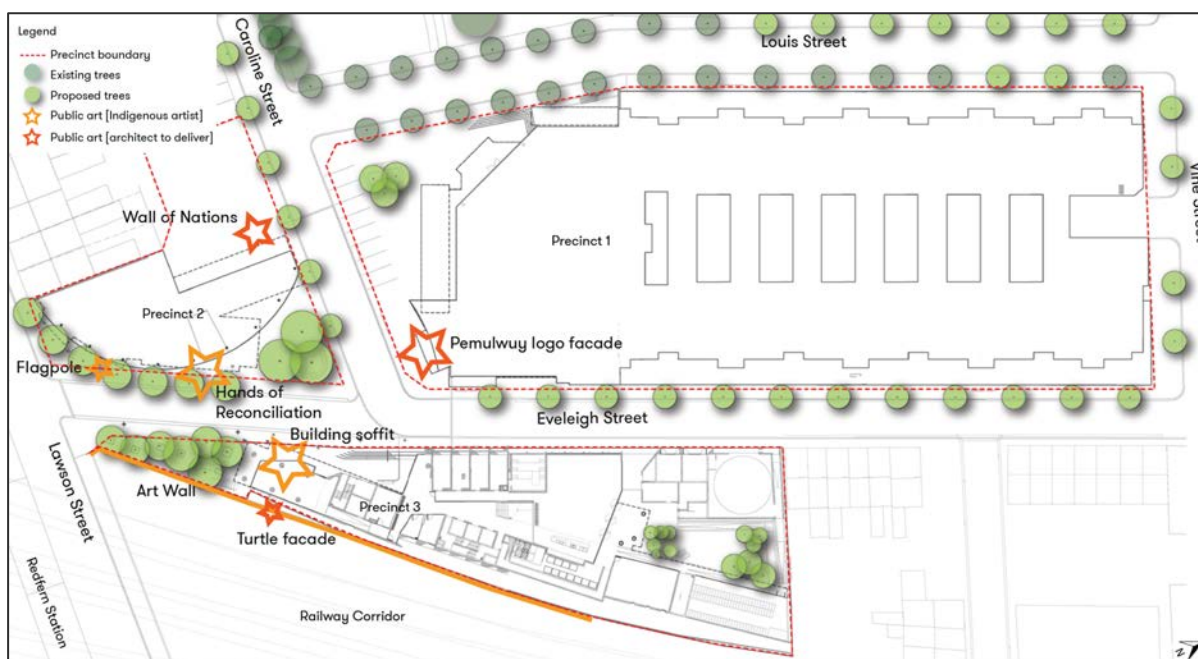 Legend
Precinct boundary
Existing trees
Proposed trees
Public art [Indigenous artist]
Public art [architect to deliver]
Caroline Street
Louis Street
Vine Street
Wall of Nations
Precinct 1
Precinct 2
Pemulwuy logo facade
Flagpole
Hands of
Reconciliation
Eveleigh Street
Building soffit
Lawson Street
Art Wall
Precinct 3
Turtle facade
Redfern Station
Railway Corridor
N